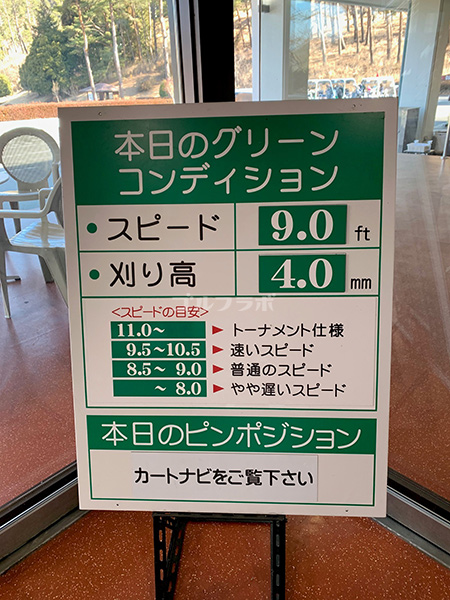 本日のグリーン
コンディション
● スピード 9.0 ft
● 刈り高 4.0 mm
ゴルフラボ
<スピードの目安>
11.0~ ▶ トーナメント仕様
9.5~10.5 ▶ 速いスピード
8.5~ 9.0 ▶ 普通のスピード
~ 8.0 ▶ やや遅いスピード
本日のピンポジション
カートナビをご覧下さい